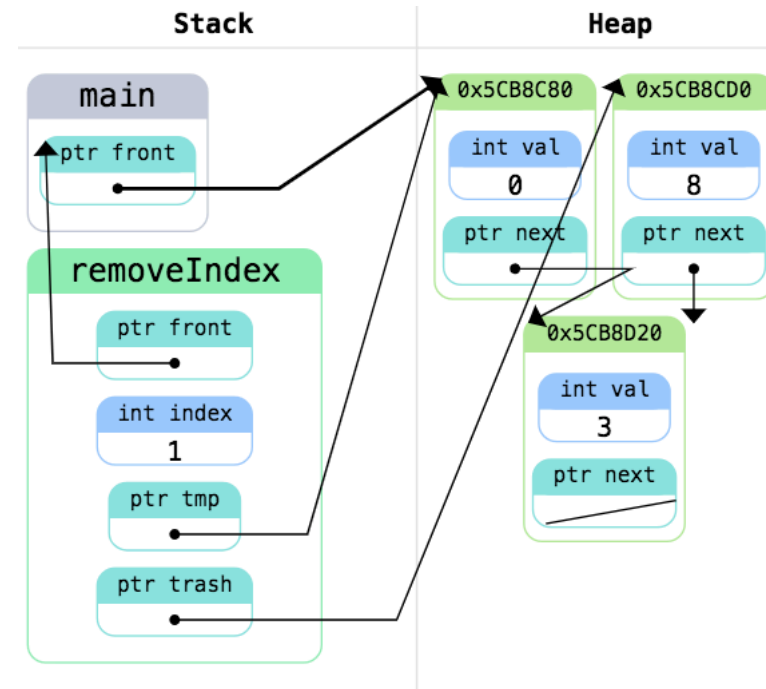 Stack
Heap
main
ptr front
removeIndex
ptr front
int index
1
ptr tmp
ptr trash
0x5CB8C80
int val
0
ptr next
0x5CB8CD0
int val
8
ptr next
0x5CB8D20
int val
3
ptr next